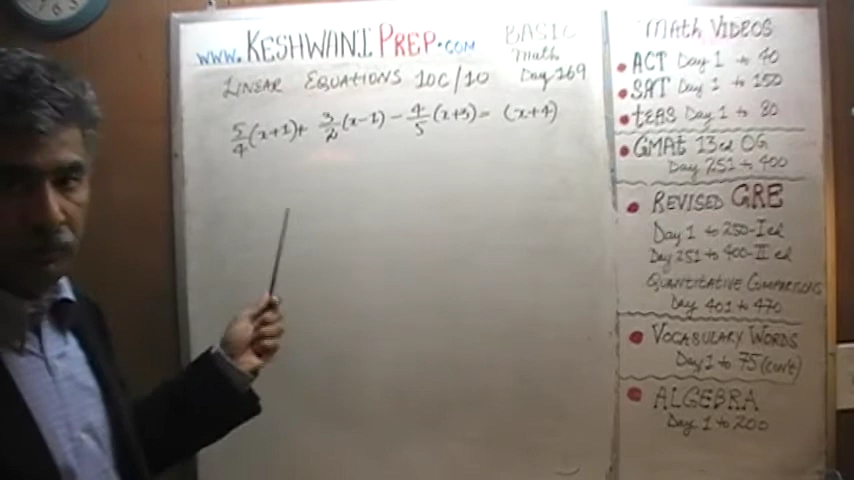 www.KESHWANI PREP.COM
BASIC
Math
LINEAR EQUATIONS 10C/10 Day 169
5/4(x+1)+ 3/2(x-1) - 4/5(x+3)= (x+4)
Math VIDEOS
ACT Day 1 to 40
SAT Day 1 to 150
tEAS Day 1 to 80
GMAt 13ed OG
Day 251 to 400
REVISED GRE
Day 1 to 250-I ed
Day 251 to 400-II ed
QUANTITATIVE COMPARISONS
Day 401 to 470
VOCABULARY WORDS
Day 1 to 75 (cont)
ALGEBRA
Day 1 to 200